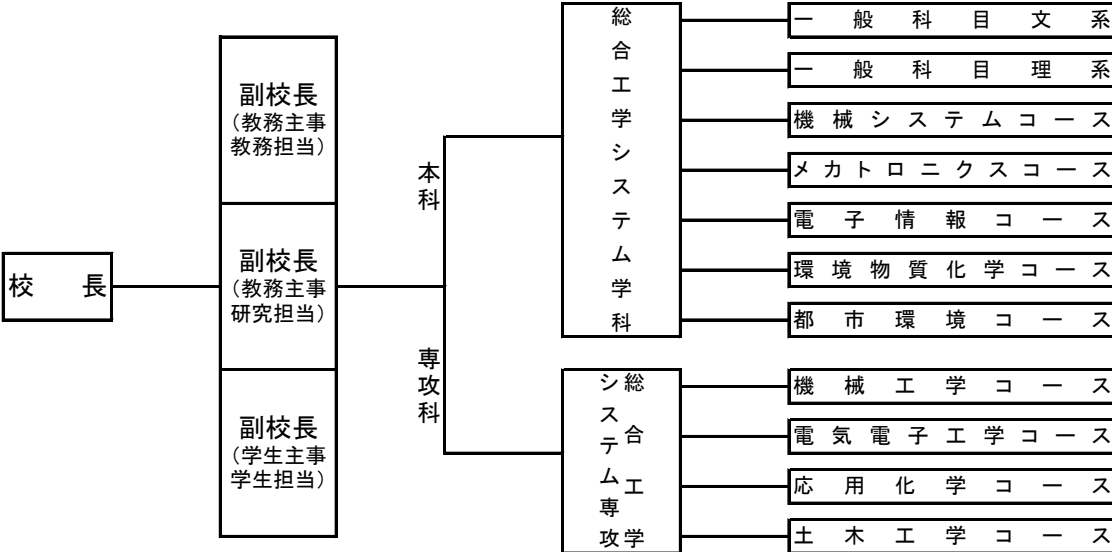 校長
副校長
（教務主事
教務担当）
副校長
（教務主事
研究担当）
副校長
（学生主事
学生担当）
本科
専攻科
総合工学システム学科
一般科目文系
一般科目理系
機械システムコース
メカトロニクスコース
電子情報コース
環境物質化学コース
都市環境コース
総合工学
システム専攻
機械工学コース
電気電子工学コース
応用化学コース
土木工学コース